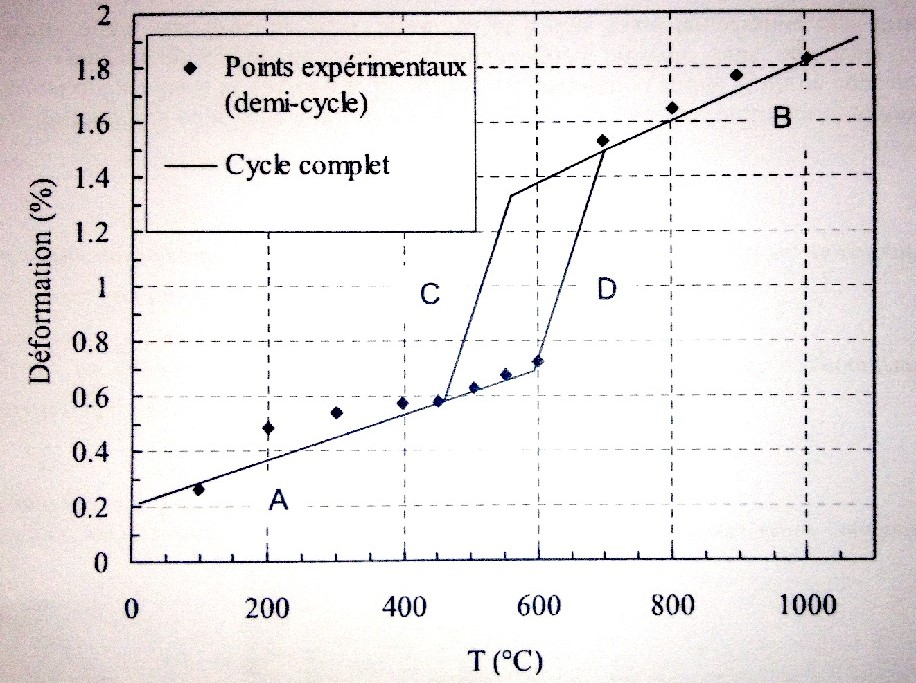 2
1.8
1.6
1.4
1.2
1
0.8
0.6
0.4
0.2
0
Déformation (%)
Points expérimentaux
(demi-cycle)
Cycle complet
A
B
C
D
0 200 400 600 800 1000
T (°C)